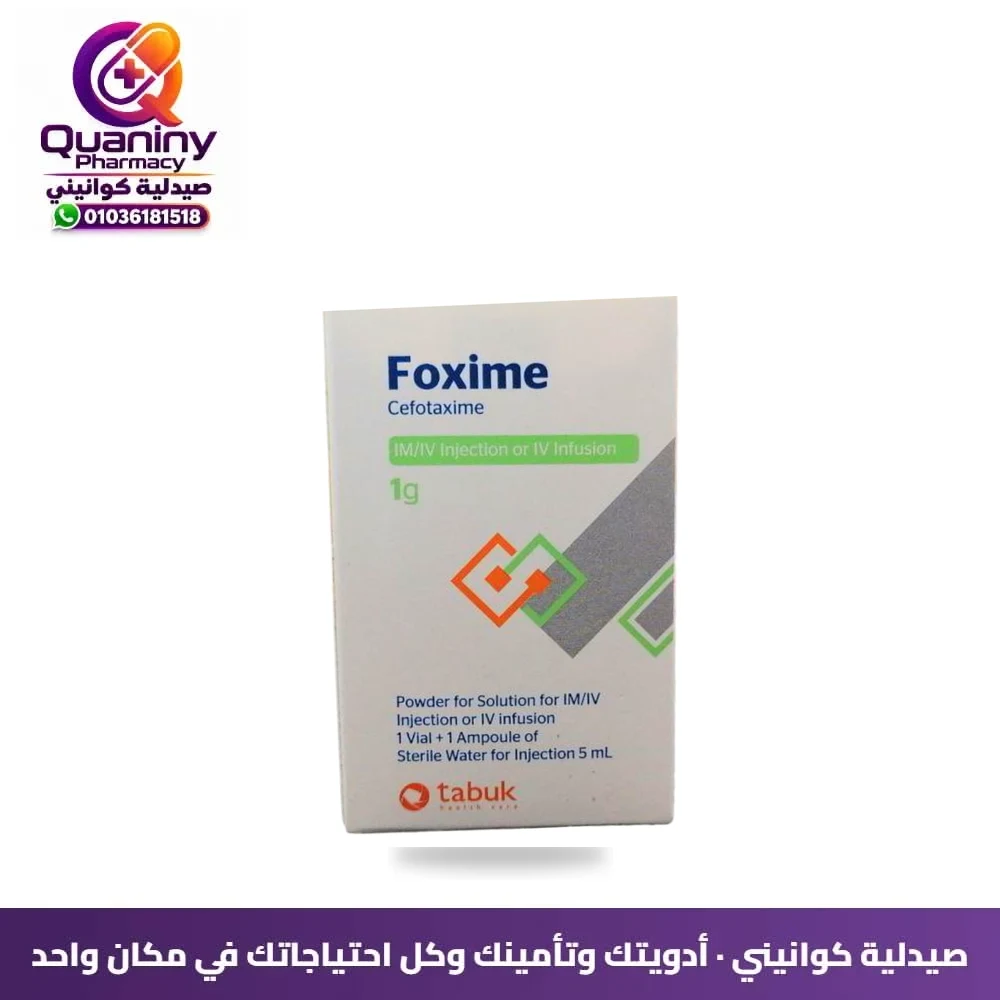 Quaniny
Pharmacy
صيدلية كوانيني
01036181518
Foxime
Cefotaxime
IM/IV Injection or IV Infusion
1g
Powder for Solution for IM/IV
Injection or IV infusion
1 Vial + 1 Ampoule of
Sterile Water for Injection 5 mL
tabuk
health care
صيدلية كوانيني · أدويتك وتأمينك وكل احتياجاتك في مكان واحد